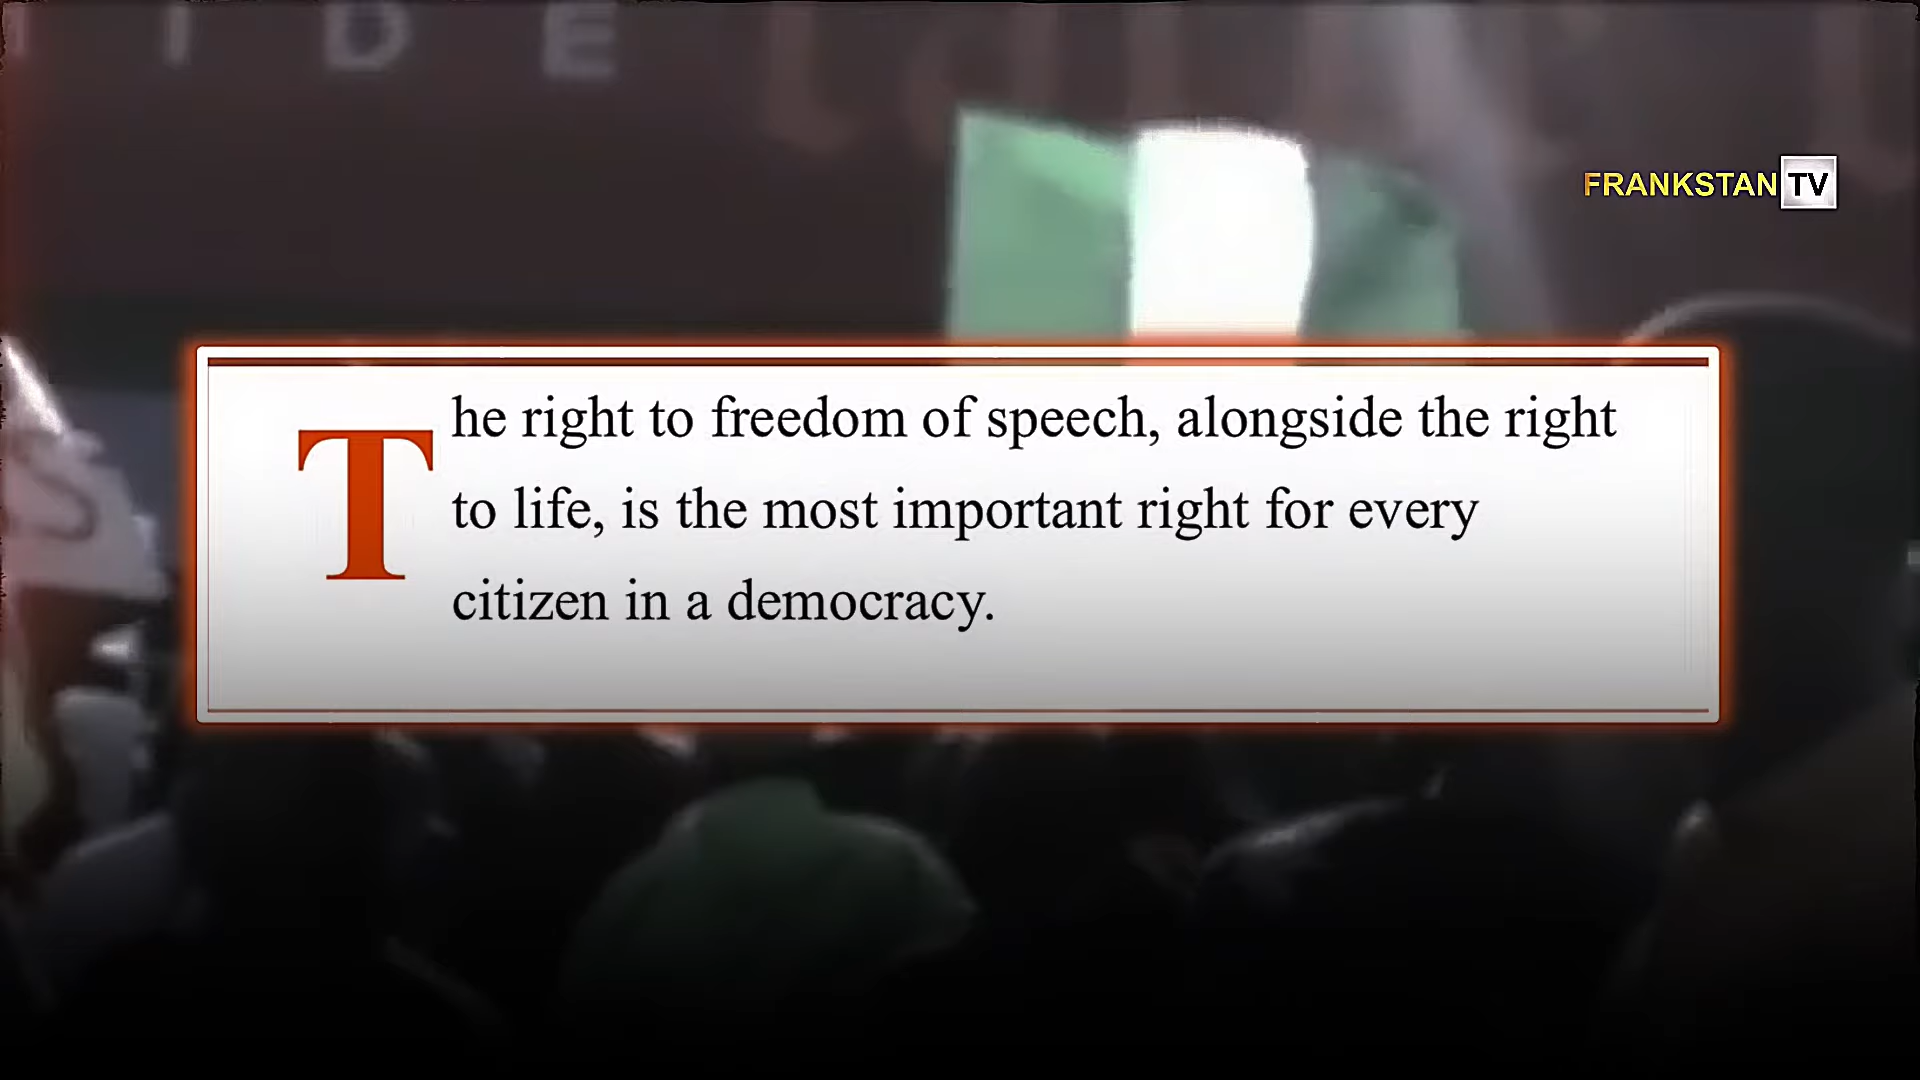 I D E
FRANKSTAN TV
The right to freedom of speech, alongside the right
to life, is the most important right for every
citizen in a democracy.